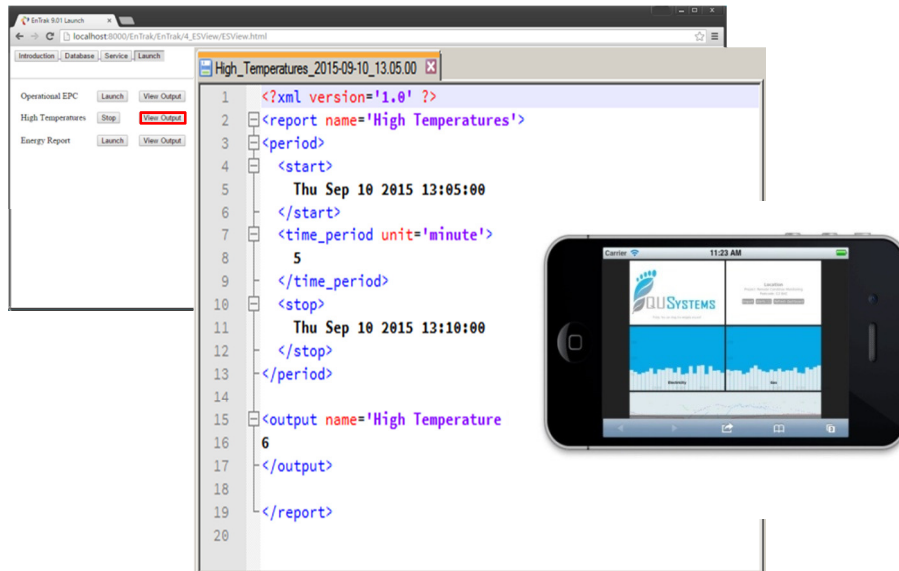 EnTrak 9.01 Launch
localhost:8000/EnTrak/EnTrak/4_ESView/ESView.html
Introduction Database Service Launch
Operational EPC Launch View Output
High Temperatures Stop View Output
Energy Report Launch View Output
High_Temperatures_2015-09-10_13.05.00
1 <?xml version='1.0' ?>
2 <report name='High Temperatures'>
3 <period>
4 <start>
5 Thu Sep 10 2015 13:05:00
6 </start>
7 <time_period unit='minute'>
8 5
9 </time_period>
10 <stop>
11 Thu Sep 10 2015 13:10:00
12 </stop>
13 </period>
14
15 <output name='High Temperature
16 6
17 </output>
18
19 </report>
20
Carrier 11:23 AM
QUSYSTEMS
Location
Electricity
Gas